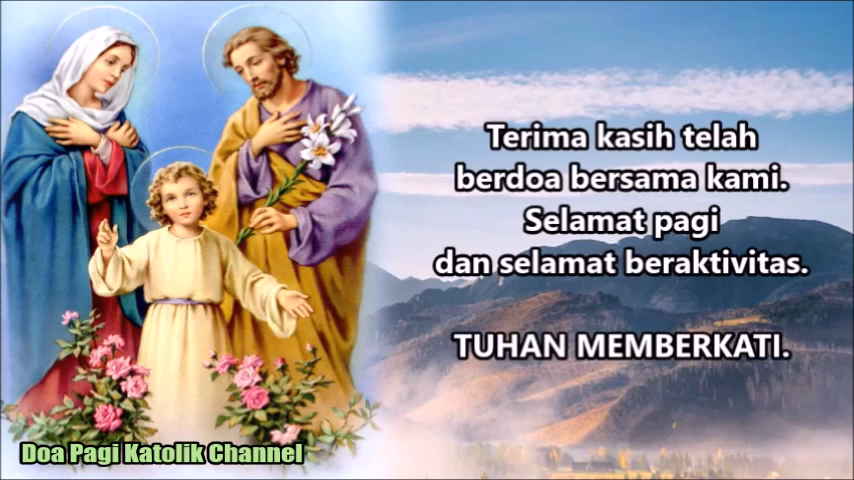 Terima kasih telah
berdoa bersama kami.
Selamat pagi
dan selamat beraktivitas.
TUHAN MEMBERKATI.
Doa Pagi Katolik Channel